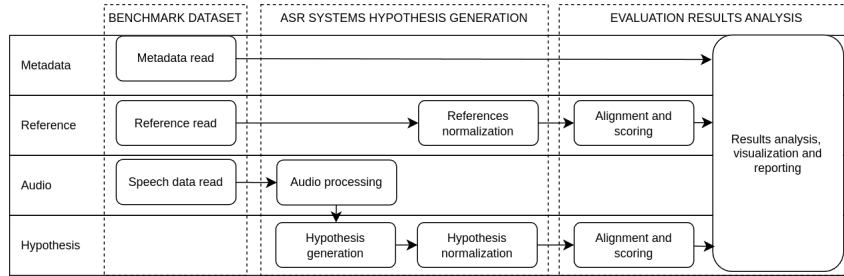 BENCHMARK DATASET
ASR SYSTEMS HYPOTHESIS GENERATION
EVALUATION RESULTS ANALYSIS
Metadata
Metadata read
Reference
Reference read
References
normalization
Alignment and
scoring
Results analysis,
visualization and
reporting
Audio
Speech data read
Audio processing
Hypothesis
Hypothesis
generation
Hypothesis
normalization
Alignment and
scoring